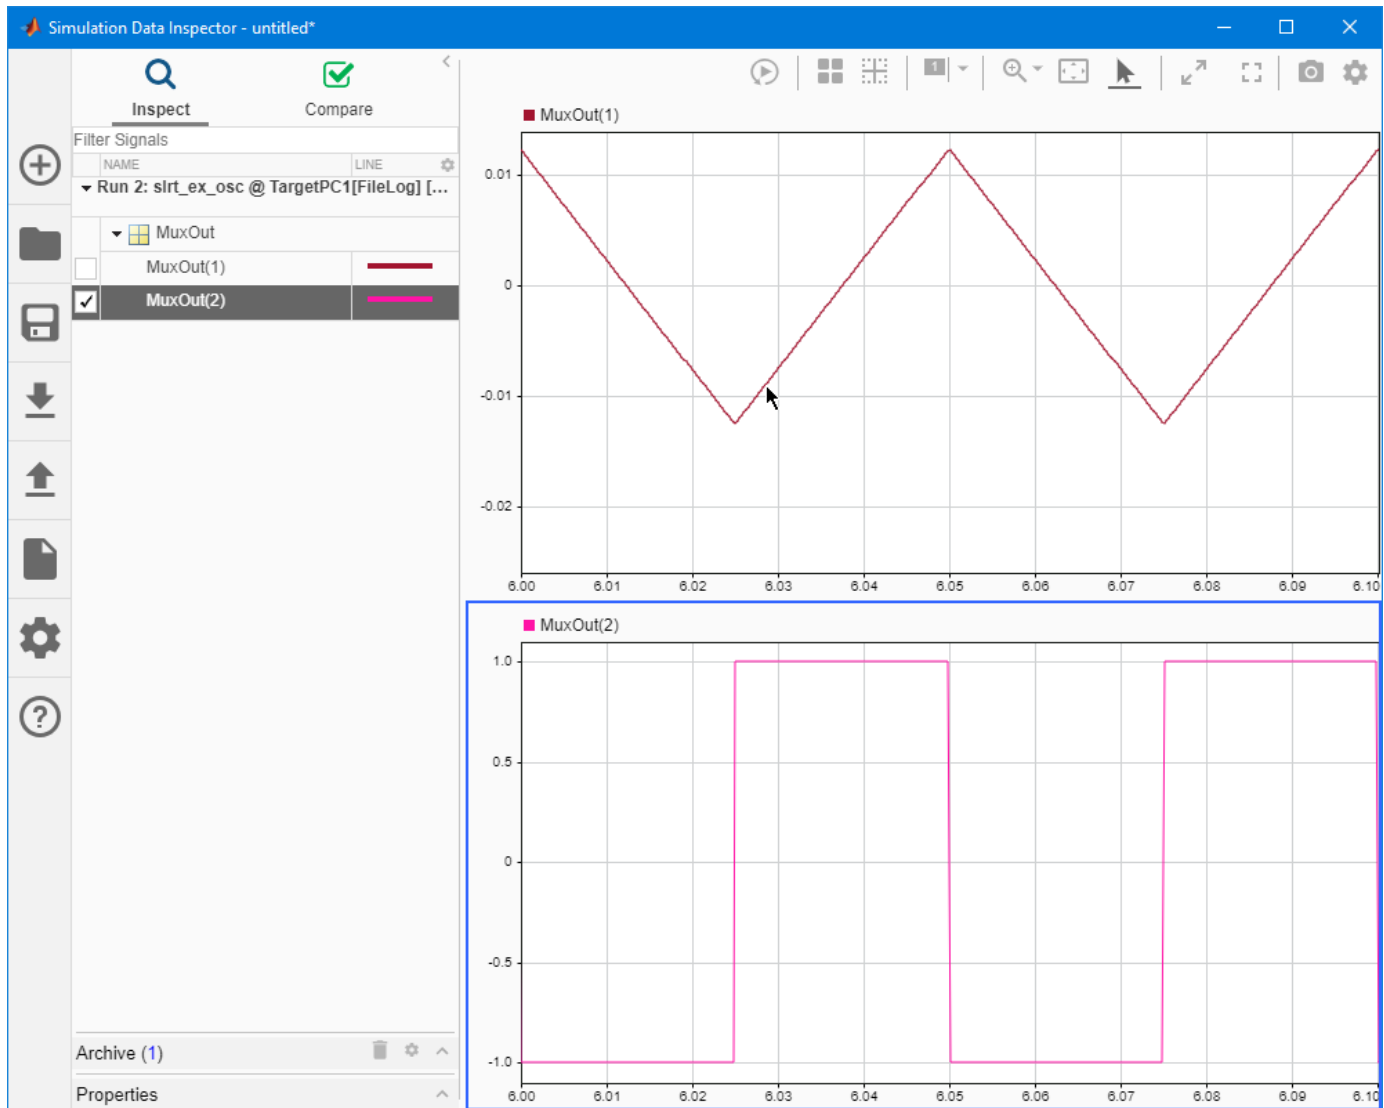 Simulation Data Inspector - untitled*
Inspect
Compare
Filter Signals
NAME LINE
Run 2: slrt_ex_osc @ TargetPC1[FileLog] [...
MuxOut
MuxOut(1)
MuxOut(2)
Archive (1)
Properties
1
MuxOut(1)
0.01
0
-0.01
-0.02
6.00 6.01 6.02 6.03 6.04 6.05 6.06 6.07 6.08 6.09 6.10
MuxOut(2)
1.0
0.5
0
-0.5
-1.0
6.00 6.01 6.02 6.03 6.04 6.05 6.06 6.07 6.08 6.09 6.10